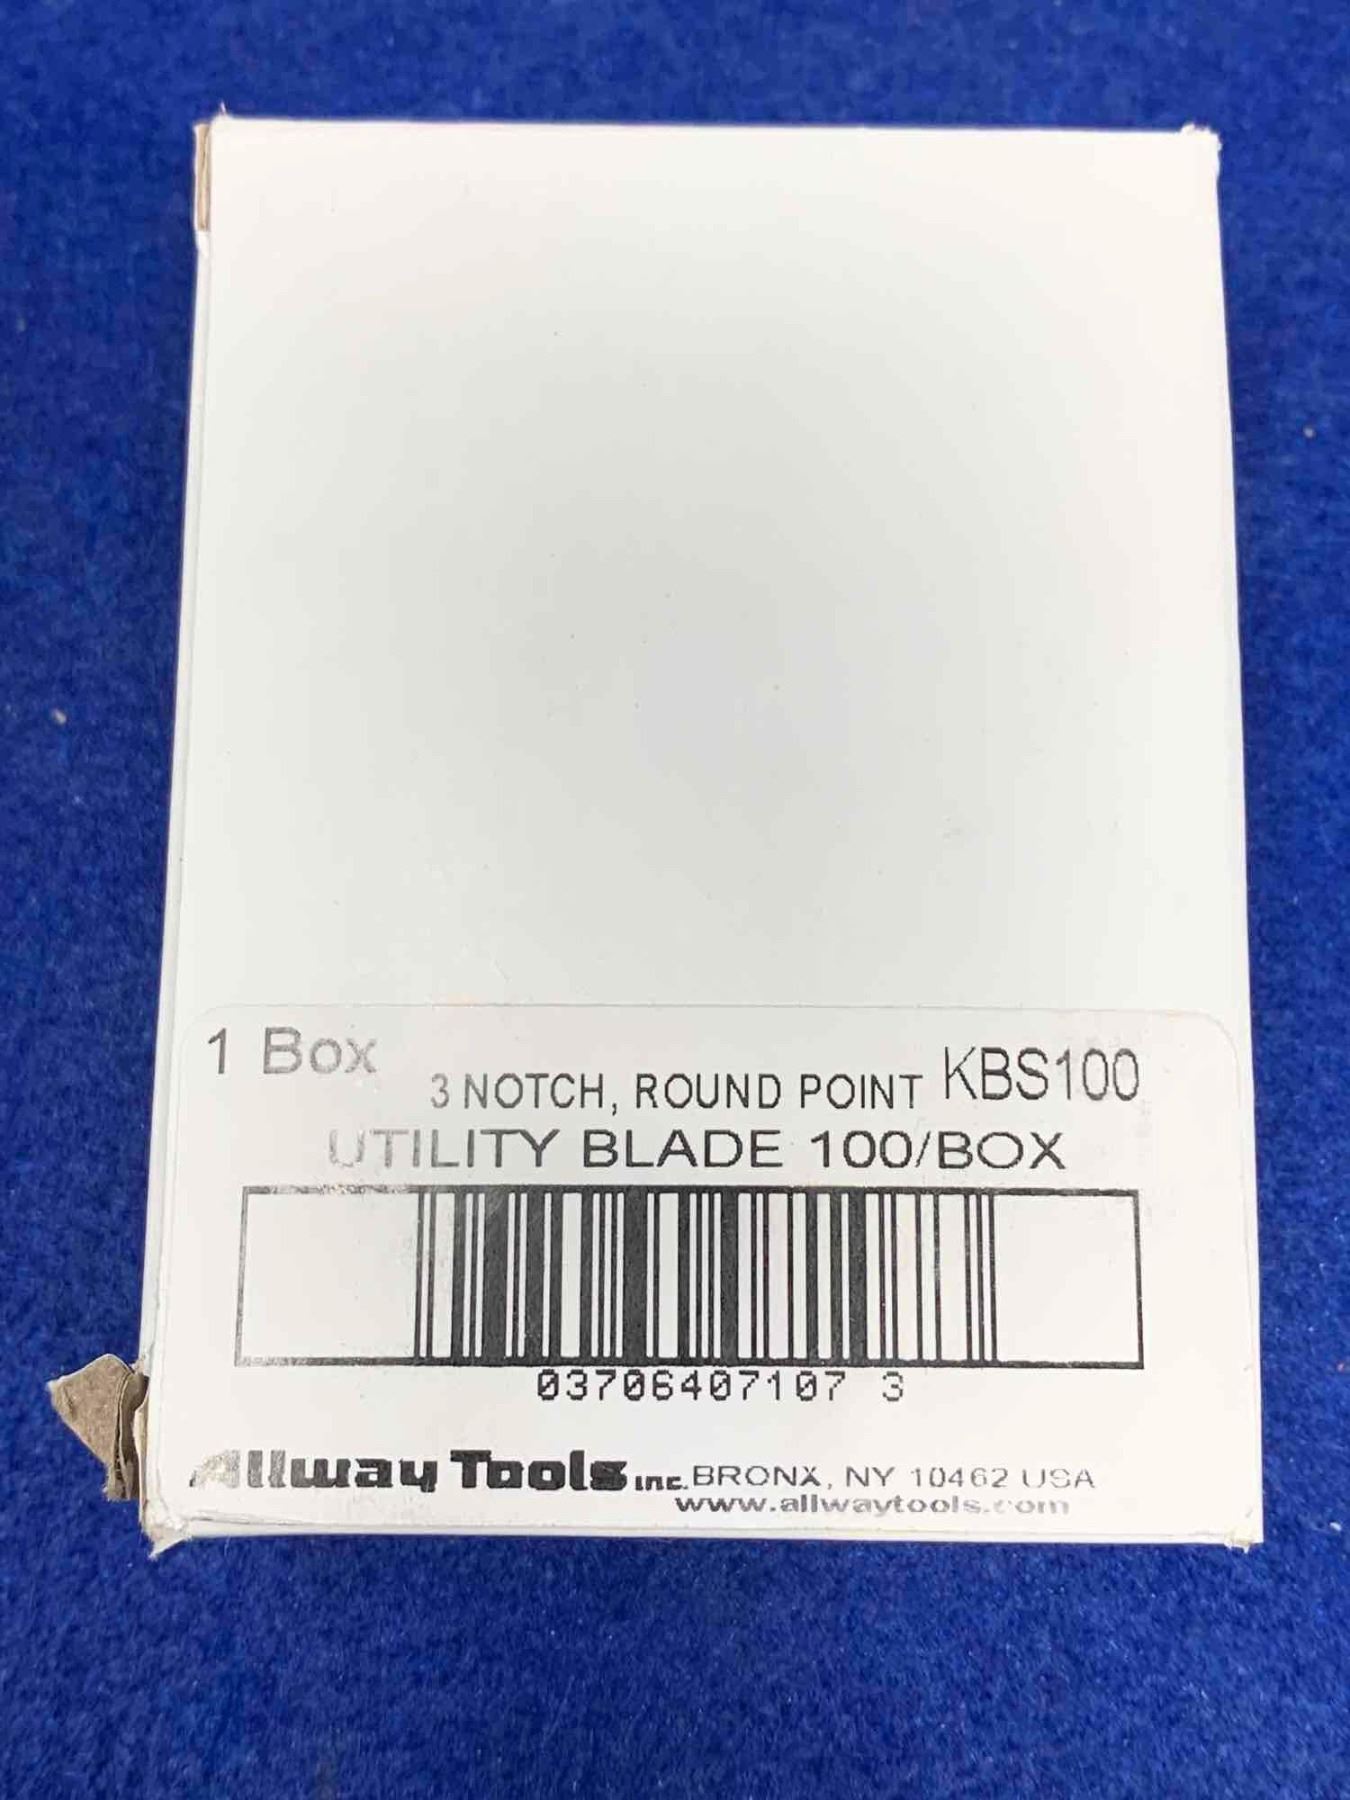 1 Box
3 NOTCH, ROUND POINT KBS100
UTILITY BLADE 100/BOX
03706407107 3
Allway Tools INC. BRONX, NY 10462 USA
www.allwaytools.com